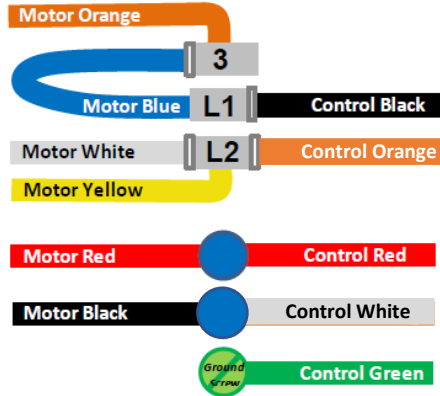 Motor Orange
3
Motor Blue L1 Control Black
Motor White L2 Control Orange
Motor Yellow
Motor Red Control Red
Motor Black Control White
Ground
Screw Control Green